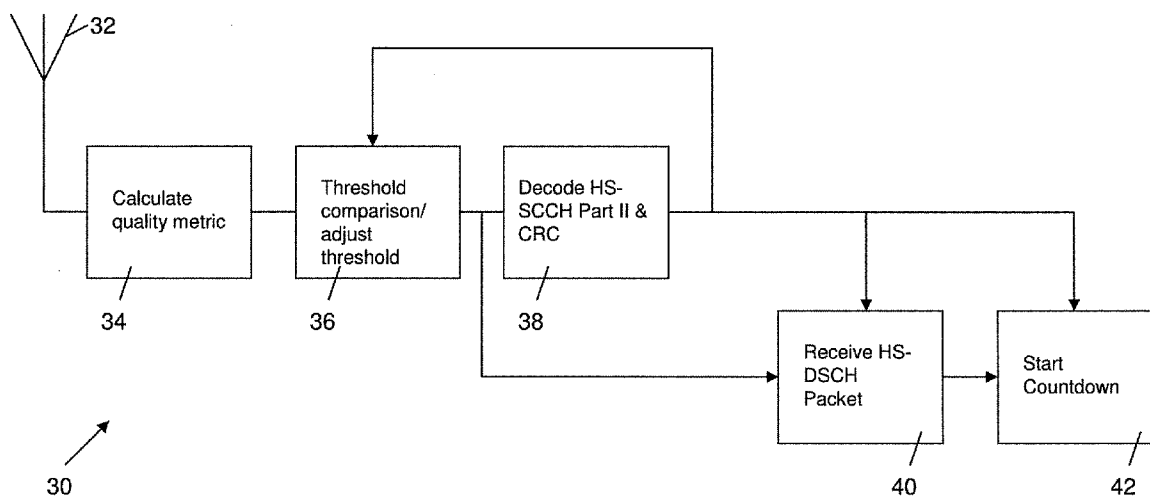 32
Calculate
quality metric
34
Threshold
comparison/
adjust
threshold
36
Decode HS-
SCCH Part II &
CRC
38
Receive HS-
DSCH
Packet
40
Start
Countdown
42
30